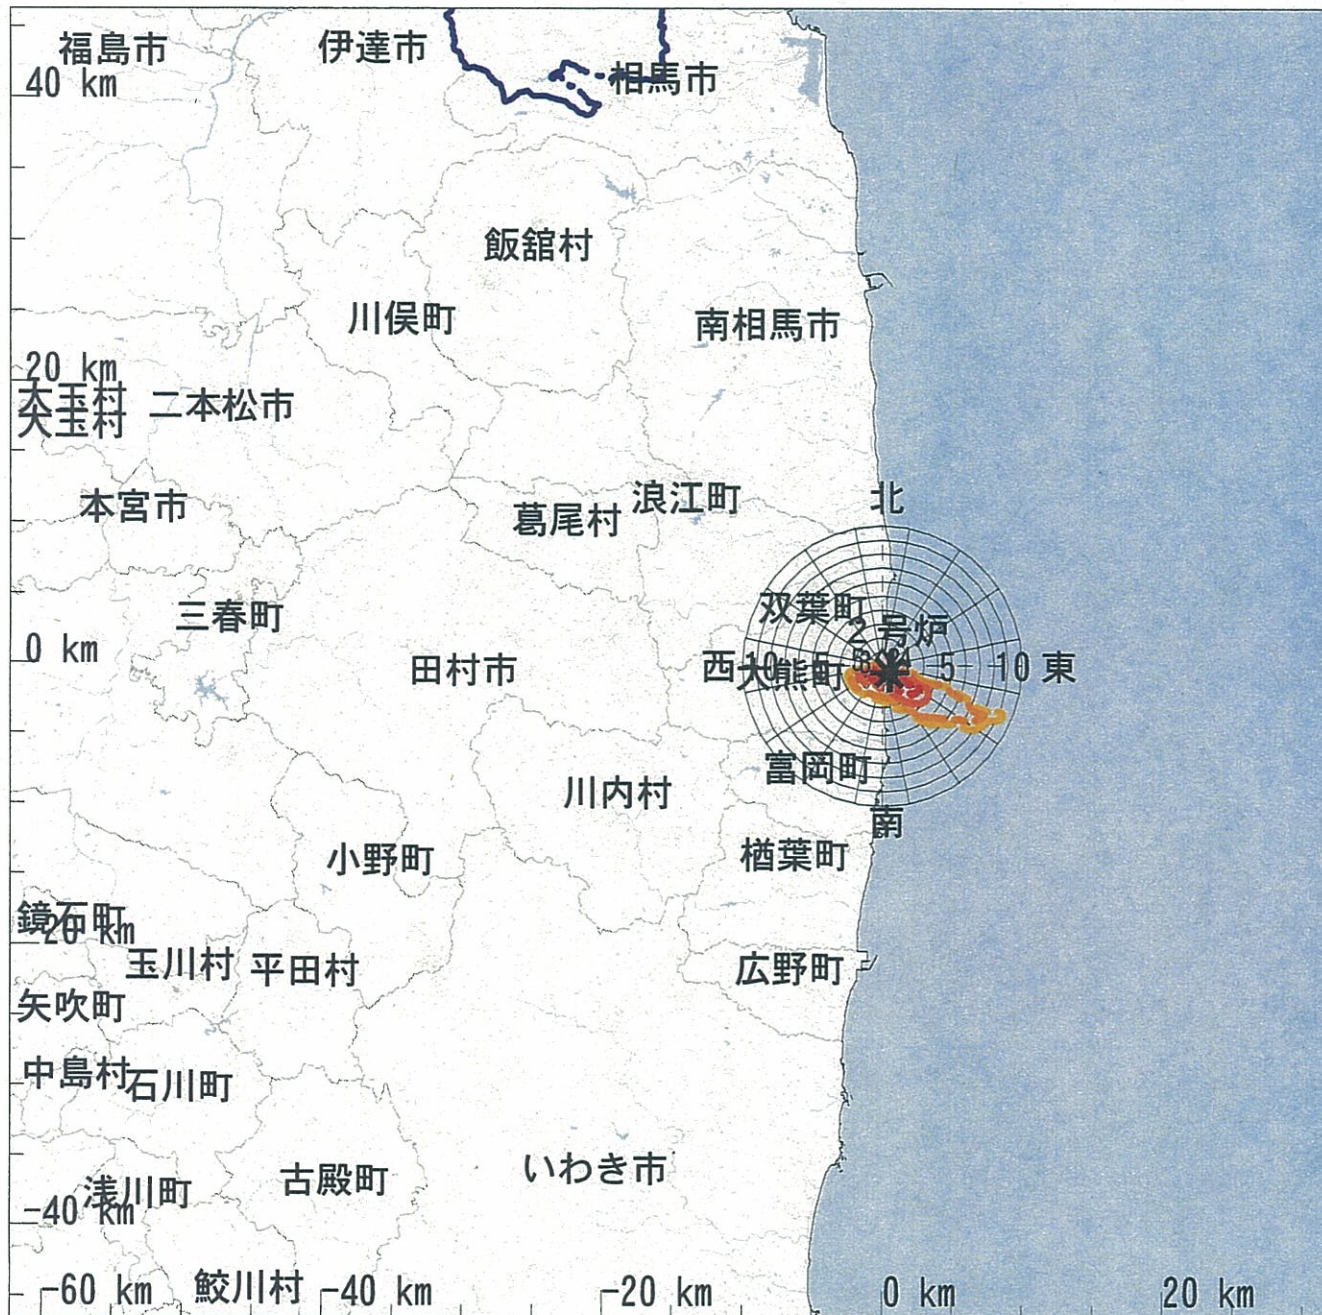 福島市
伊達市
相馬市
40 km
飯舘村
川俣町
南相馬市
20 km
大玉村
二本松市
大玉村
本宮市
葛尾村
浪江町
北
三春町
双葉町
2号炉
0 km
田村市
西
10
5
大熊町
5
10
東
富岡町
川内村
南
小野町
楢葉町
鏡石町
-20 km
玉川村
平田村
広野町
矢吹町
中島村
石川町
いわき市
浅川町
古殿町
-40 km
鮫川村
-60 km
-40 km
-20 km
0 km
20 km